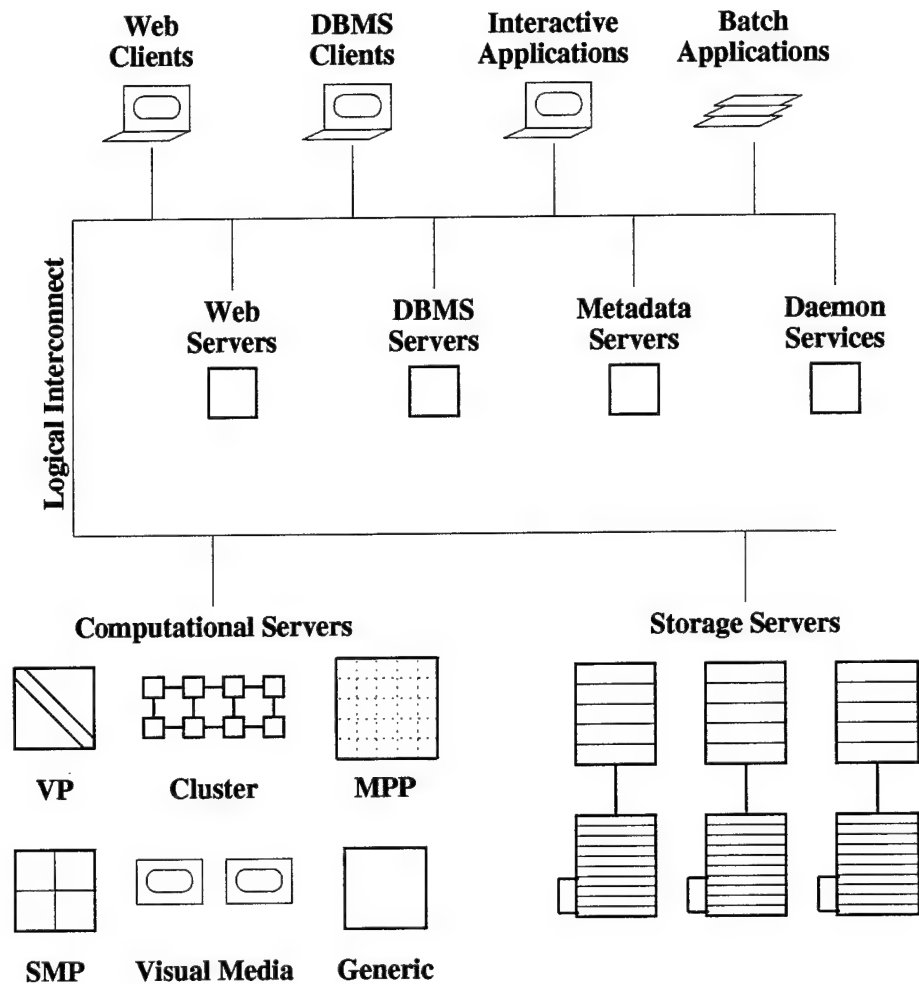 Web Clients
DBMS Clients
Interactive Applications
Batch Applications
Logical Interconnect
Web Servers
DBMS Servers
Metadata Servers
Daemon Services
Computational Servers
Storage Servers
VP
Cluster
MPP
SMP
Visual Media
Generic